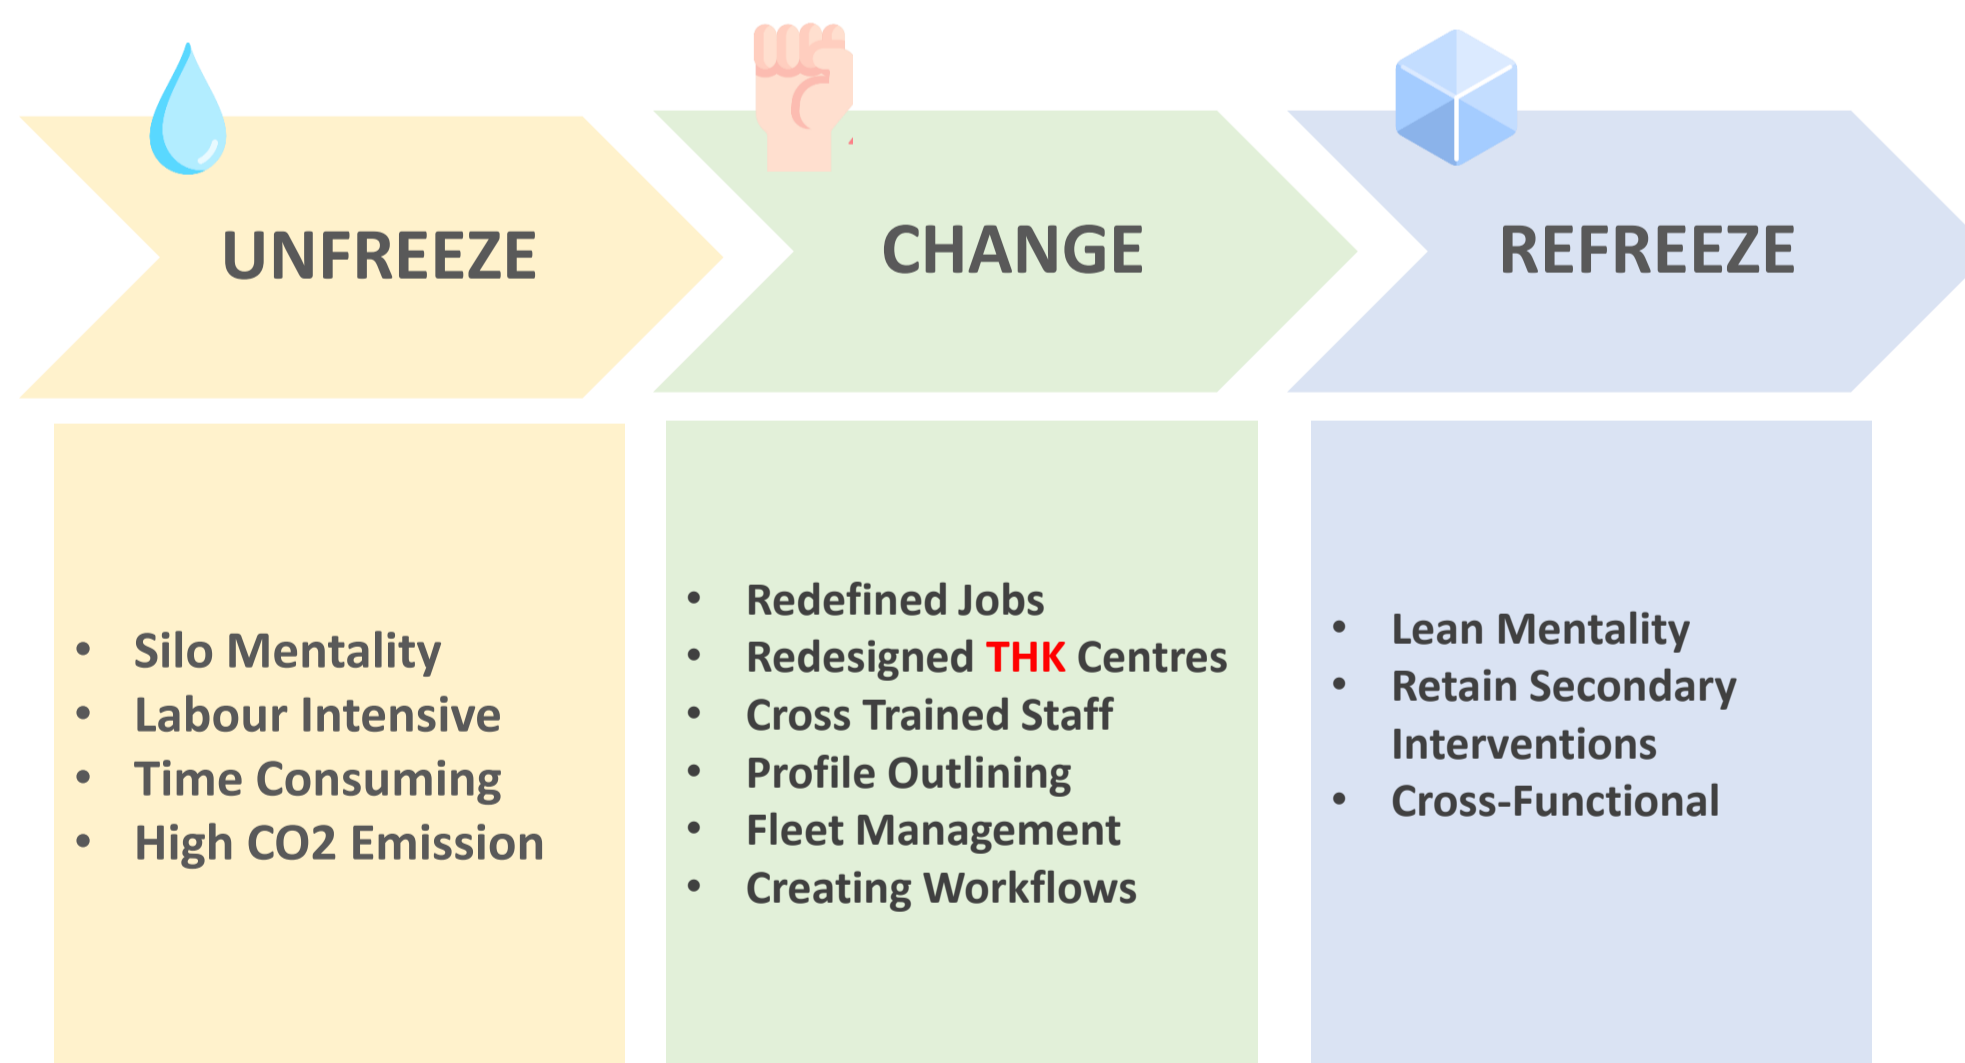 UNFREEZE
CHANGE
REFREEZE
• Silo Mentality
• Labour Intensive
• Time Consuming
• High CO2 Emission
• Redefined Jobs
• Redesigned THK Centres
• Cross Trained Staff
• Profile Outlining
• Fleet Management
• Creating Workflows
• Lean Mentality
• Retain Secondary
Interventions
• Cross-Functional